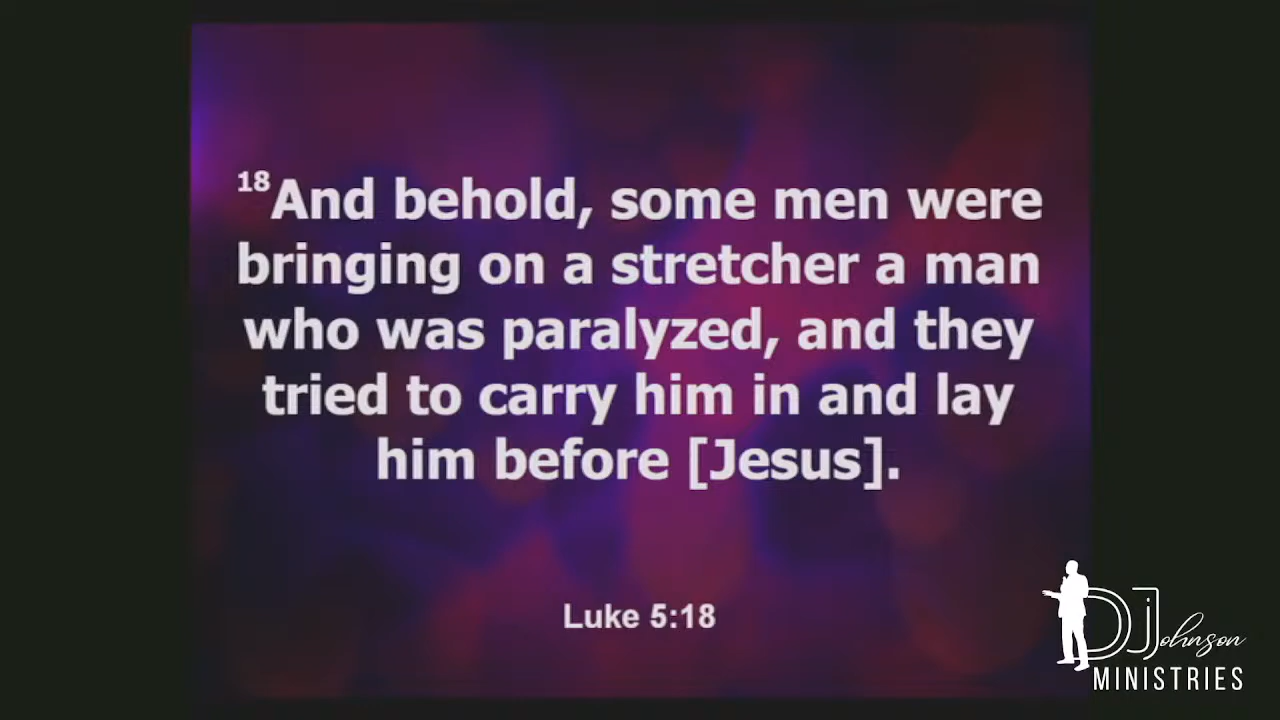 18And behold, some men were
bringing on a stretcher a man
who was paralyzed, and they
tried to carry him in and lay
him before [Jesus].
Luke 5:18
DJohnson
MINISTRIES